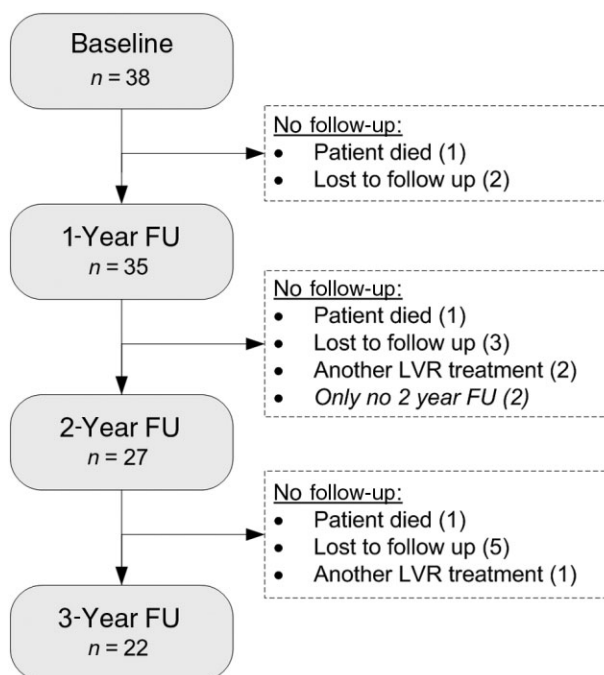 Baseline
n = 38
No follow-up:
• Patient died (1)
• Lost to follow up (2)
1-Year FU
n = 35
No follow-up:
• Patient died (1)
• Lost to follow up (3)
• Another LVR treatment (2)
• Only no 2 year FU (2)
2-Year FU
n = 27
No follow-up:
• Patient died (1)
• Lost to follow up (5)
• Another LVR treatment (1)
3-Year FU
n = 22